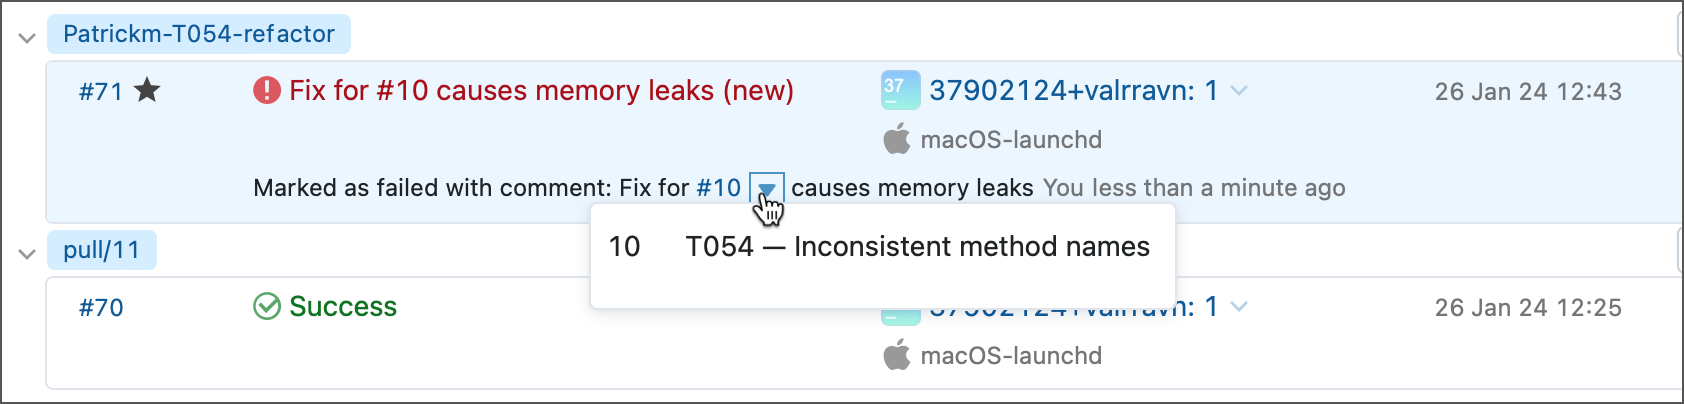 Patrickm-T054-refactor
#71 Fix for #10 causes memory leaks (new) 37 37902124+valrravn: 1 26 Jan 24 12:43
macOS-launchd
Marked as failed with comment: Fix for #10 causes memory leaks You less than a minute ago
10 T054 — Inconsistent method names
pull/11
#70 Success 37902124+valrravn: 1 26 Jan 24 12:25
macOS-launchd